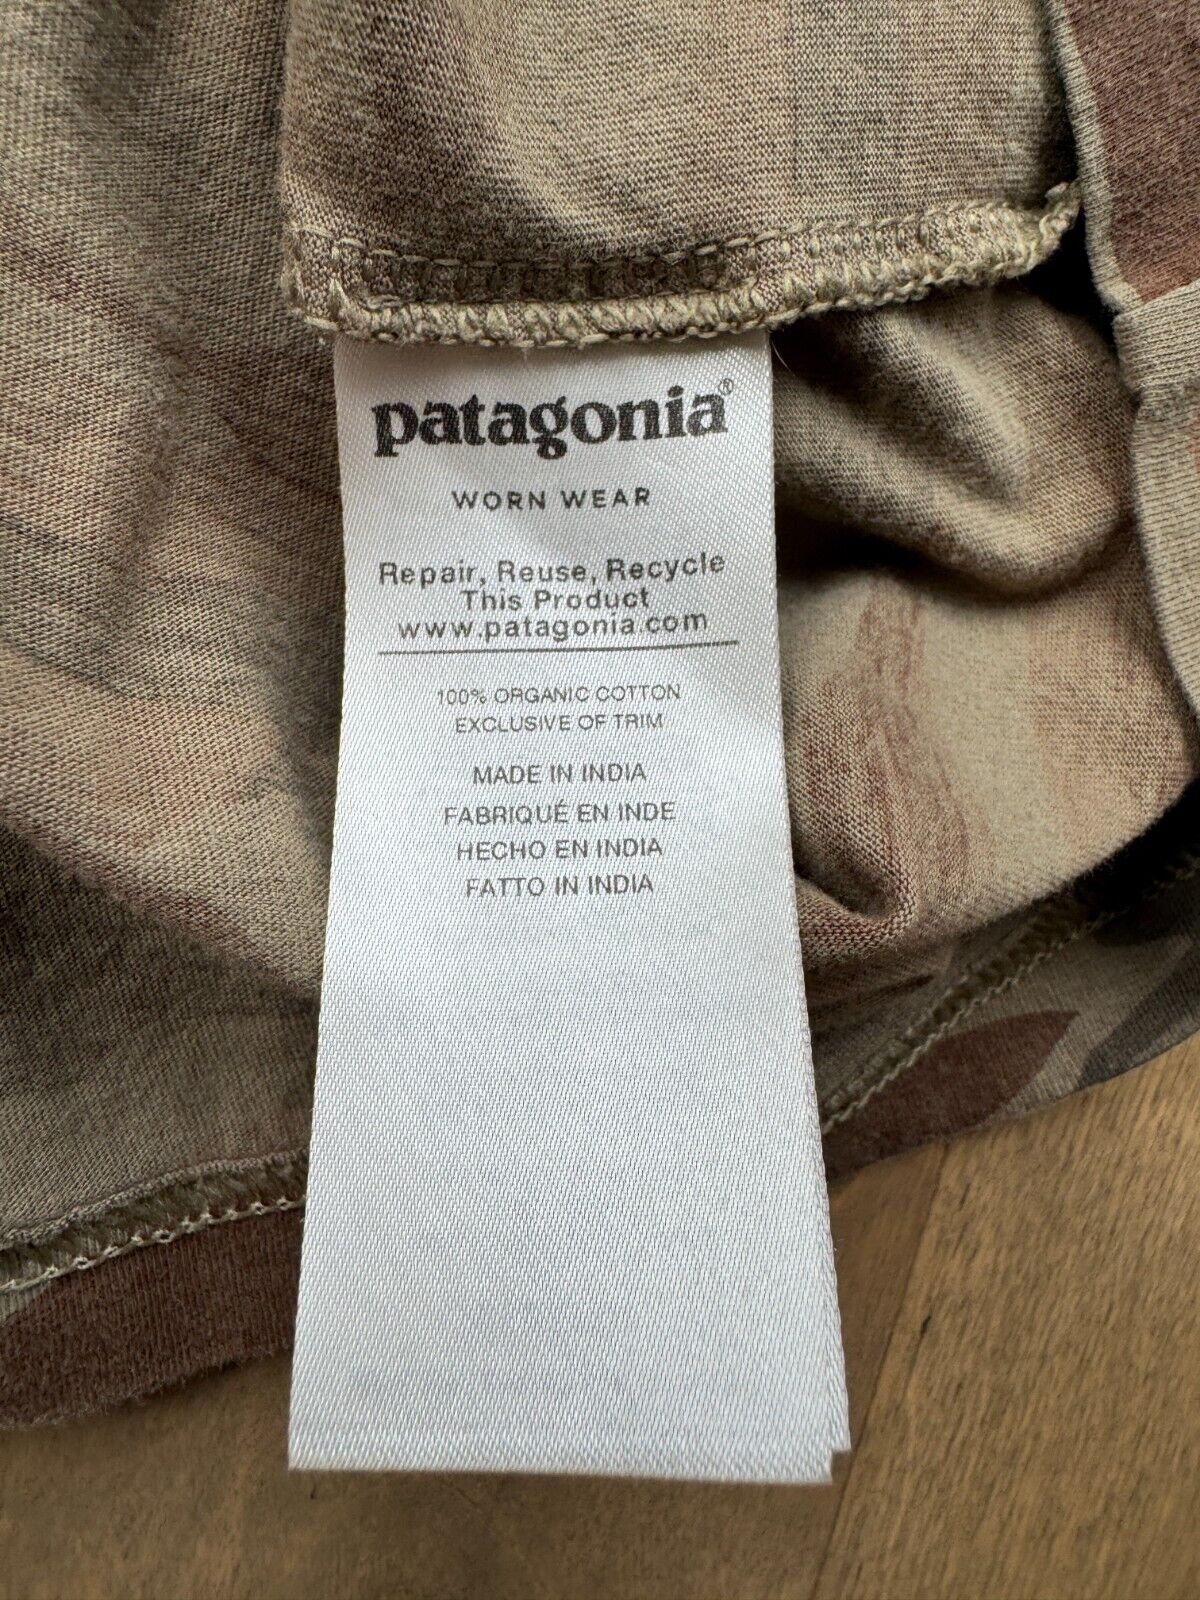 patagonia®
WORN WEAR
Repair, Reuse, Recycle
This Product
www.patagonia.com
100% ORGANIC COTTON
EXCLUSIVE OF TRIM
MADE IN INDIA
FABRIQUÉ EN INDE
HECHO EN INDIA
FATTO IN INDIA